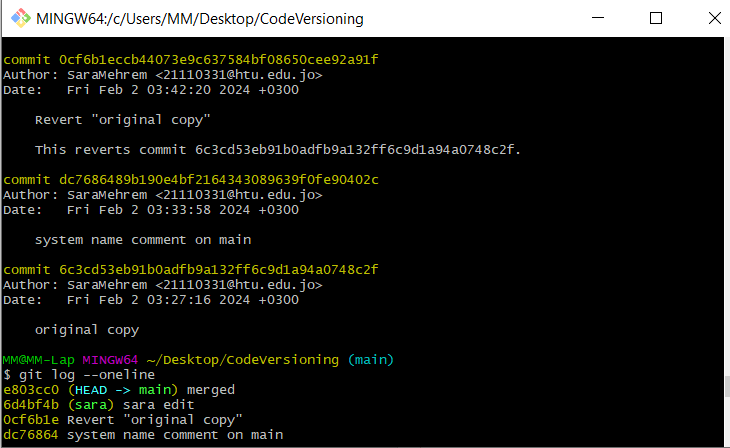 MINGW64:/c/Users/MM/Desktop/CodeVersioning
commit 0cf6b1eccb44073e9c637584bf08650cee92a91f
Author: SaraMehrem <21110331@htu.edu.jo>
Date:   Fri Feb 2 03:42:20 2024 +0300
    Revert "original copy"
    This reverts commit 6c3cd53eb91b0adfb9a132ff6c9d1a94a0748c2f.
commit dc7686489b190e4bf2164343089639f0fe90402c
Author: SaraMehrem <21110331@htu.edu.jo>
Date:   Fri Feb 2 03:33:58 2024 +0300
    system name comment on main
commit 6c3cd53eb91b0adfb9a132ff6c9d1a94a0748c2f
Author: SaraMehrem <21110331@htu.edu.jo>
Date:   Fri Feb 2 03:27:16 2024 +0300
    original copy
MM@MM-Lap MINGW64 ~/Desktop/CodeVersioning (main)
$ git log --oneline
e803cc0 (HEAD -> main) merged
6d4bf4b (sara) sara edit
0cf6b1e Revert "original copy"
dc76864 system name comment on main